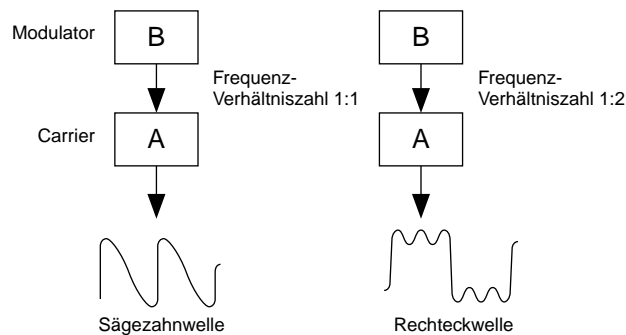 Modulator
B
Frequenz-
Verhältniszahl 1:1
Carrier
A
Sägezahnwelle
B
Frequenz-
Verhältniszahl 1:2
A
Rechteckwelle